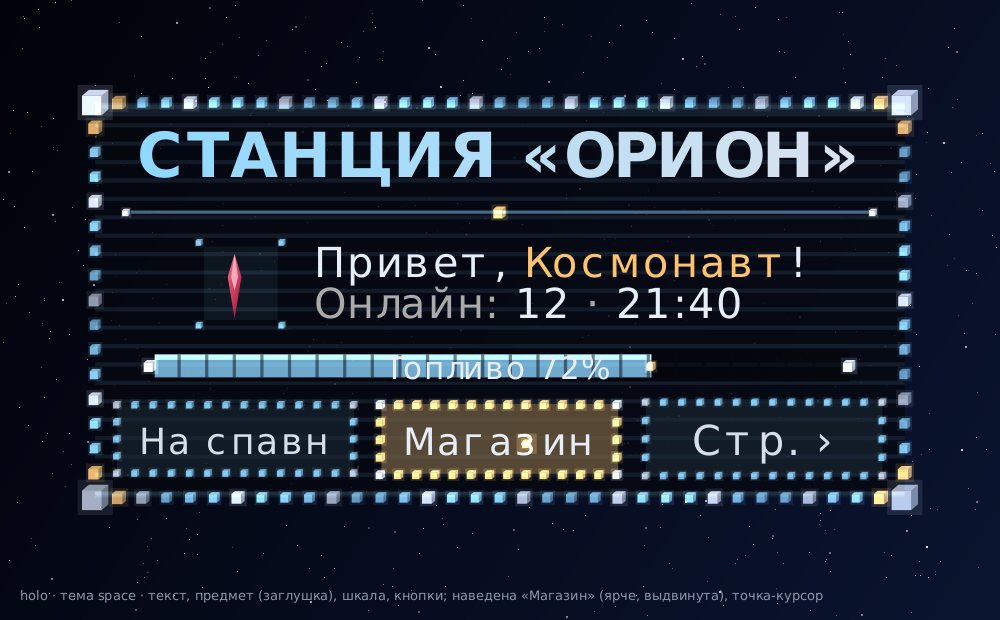 СТАНЦИЯ «ОРИОН»
Привет, Космонавт!
Онлайн: 12 · 21:40
Топливо 72%
На спавн
Магазин
Стр. ›
holo · тема space · текст, предмет (заглушка), шкала, кнопки; наведена «Магазин» (ярче, выдвинута), точка-курсор